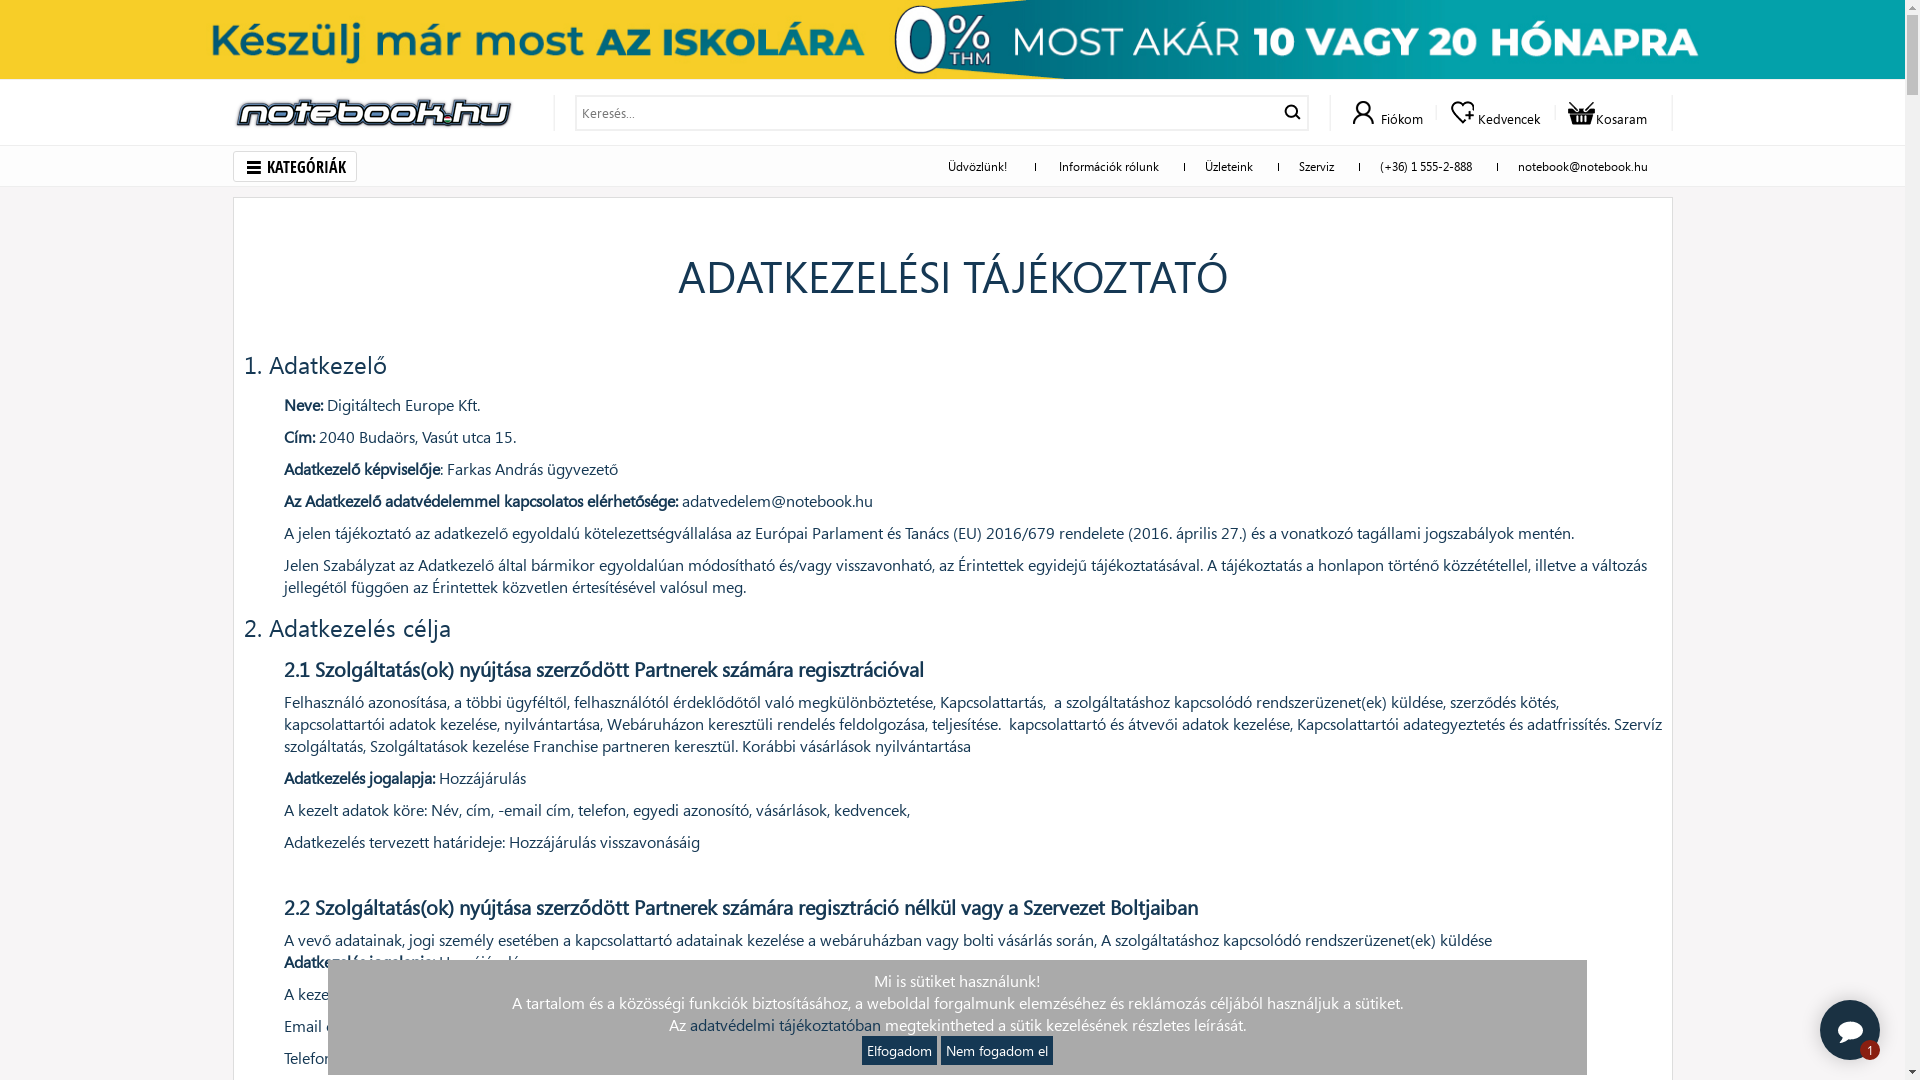 Készülj már most AZ ISKOLÁRA 0% THM MOST AKÁR 10 VAGY 20 HÓNAPRA
notebook.hu
Keresés...
Fiókom
Kedvencek
Kosaram
KATEGÓRIÁK
Üdvözlünk!
Információk rólunk
Üzleteink
Szerviz
(+36) 1 555-2-888
notebook@notebook.hu
ADATKEZELÉSI TÁJÉKOZTATÓ
1. Adatkezelő
Neve: Digitáltech Europe Kft.
Cím: 2040 Budaörs, Vasút utca 15.
Adatkezelő képviselője: Farkas András ügyvezető
Az Adatkezelő adatvédelemmel kapcsolatos elérhetősége: adatvedelem@notebook.hu
A jelen tájékoztató az adatkezelő egyoldalú kötelezettségvállalása az Európai Parlament és Tanács (EU) 2016/679 rendelete (2016. április 27.) és a vonatkozó tagállami jogszabályok mentén.
Jelen Szabályzat az Adatkezelő által bármikor egyoldalúan módosítható és/vagy visszavonható, az Érintettek egyidejű tájékoztatásával. A tájékoztatás a honlapon történő közzététellel, illetve a változás
jellegétől függően az Érintettek közvetlen értesítésével valósul meg.
2. Adatkezelés célja
2.1 Szolgáltatás(ok) nyújtása szerződött Partnerek számára regisztrációval
Felhasználó azonosítása, a többi ügyféltől, felhasználótól érdeklődőtől való megkülönböztetése, Kapcsolattartás,  a szolgáltatáshoz kapcsolódó rendszerüzenet(ek) küldése, szerződés kötés,
kapcsolattartói adatok kezelése, nyilvántartása, Webáruházon keresztüli rendelés feldolgozása, teljesítése.  kapcsolattartó és átvevői adatok kezelése, Kapcsolattartói adategyeztetés és adatfrissítés. Szervíz
szolgáltatás, Szolgáltatások kezelése Franchise partneren keresztül. Korábbi vásárlások nyilvántartása
Adatkezelés jogalapja: Hozzájárulás
A kezelt adatok köre: Név, cím, -email cím, telefon, egyedi azonosító, vásárlások, kedvencek,
Adatkezelés tervezett határideje: Hozzájárulás visszavonásáig
2.2 Szolgáltatás(ok) nyújtása szerződött Partnerek számára regisztráció nélkül vagy a Szervezet Boltjaiban
A vevő adatainak, jogi személy esetében a kapcsolattartó adatainak kezelése a webáruházban vagy bolti vásárlás során, A szolgáltatáshoz kapcsolódó rendszerüzenet(ek) küldése
A keze
Email
Telefon
Mi is sütiket használunk!
A tartalom és a közösségi funkciók biztosításához, a weboldal forgalmunk elemzéséhez és reklámozás céljából használjuk a sütiket.
Az adatvédelmi tájékoztatóban megtekintheted a sütik kezelésének részletes leírását.
Elfogadom
Nem fogadom el
1